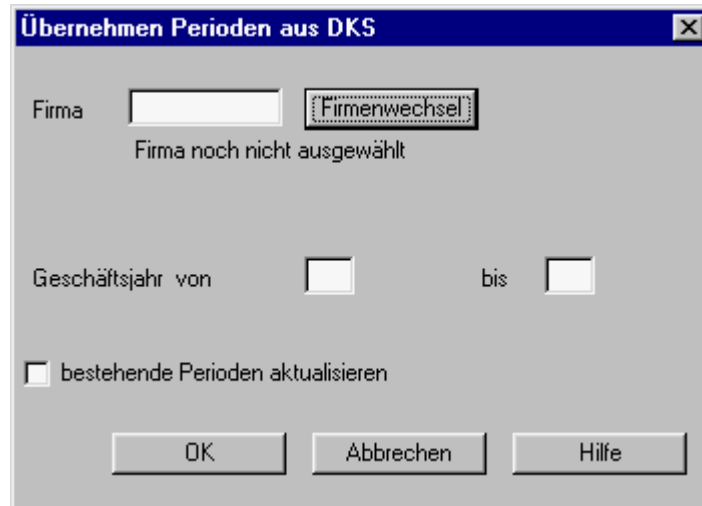 Übernehmen Perioden aus DKS
Firma Firmenwechsel
Firma noch nicht ausgewählt
Geschäftsjahr von bis
bestehende Perioden aktualisieren
OK Abbrechen Hilfe